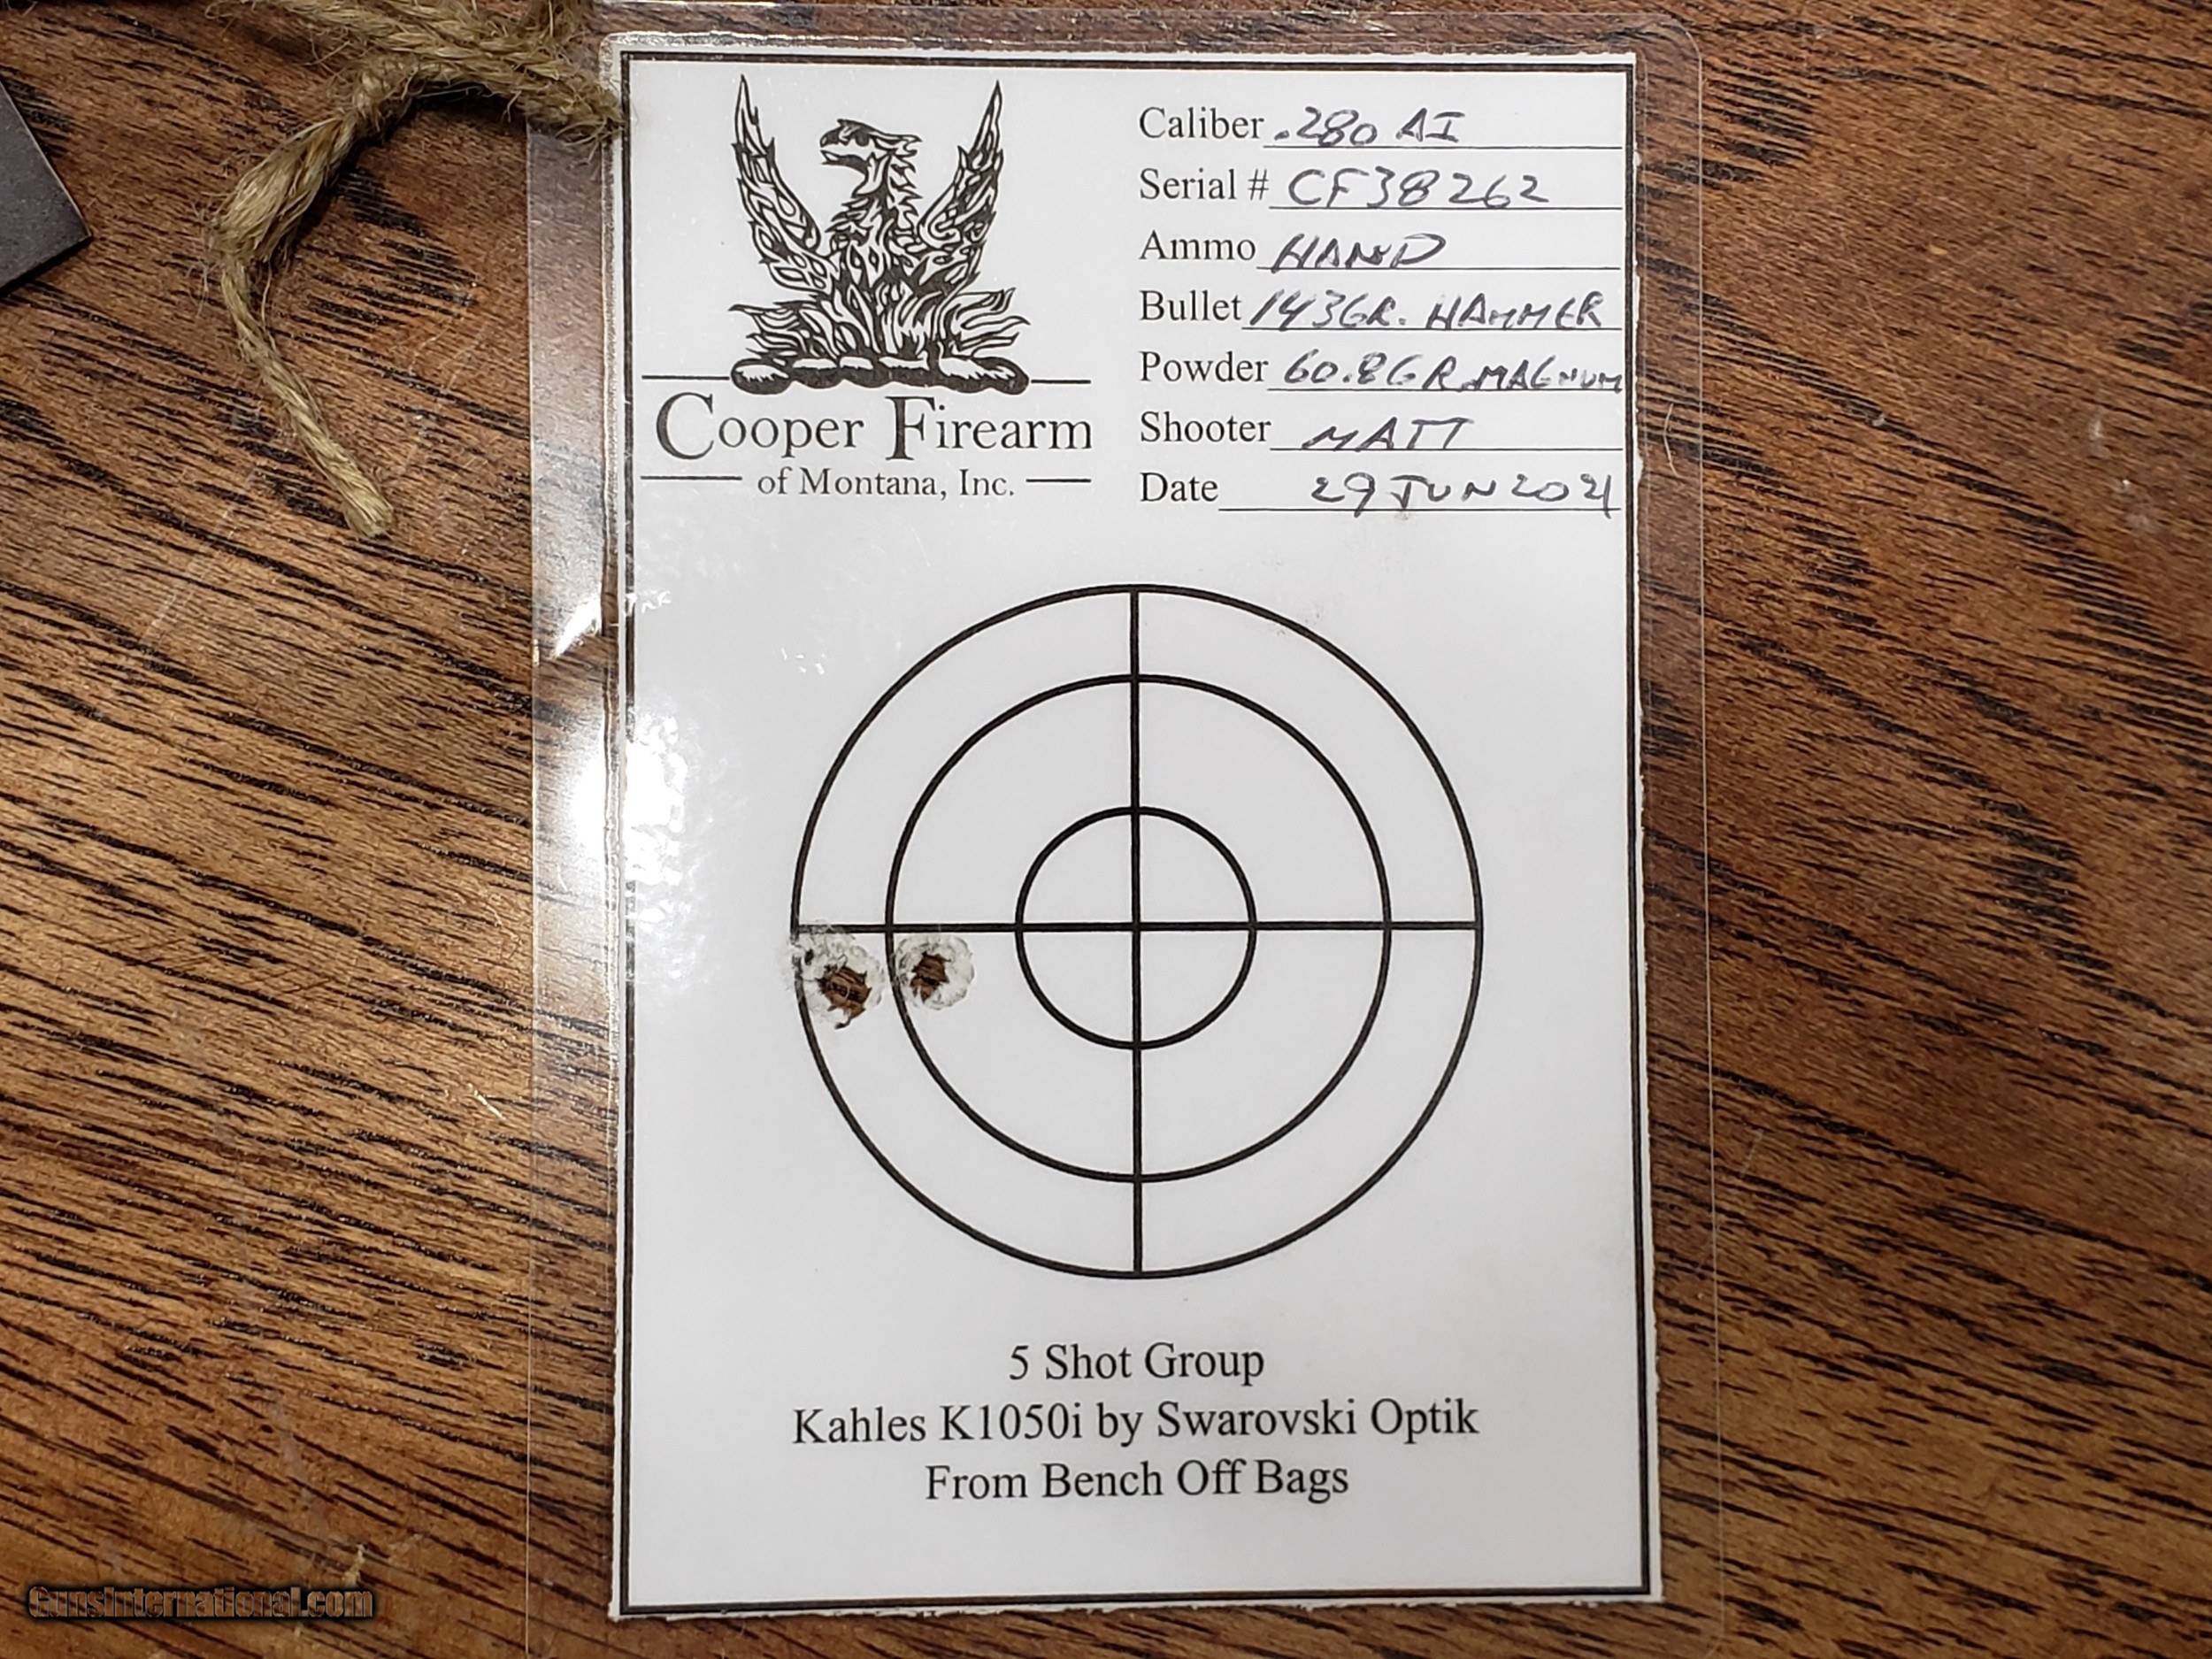 Caliber .280 AI
Serial # CF38262
Ammo HAND
Bullet 143GR. HAMMER
Powder 60.8GR. MAGNUM
Shooter MATT
Date 29 JUN 2021
Cooper Firearm
of Montana, Inc.
5 Shot Group
Kahles K1050i by Swarovski Optik
From Bench Off Bags
GunsInternational.com